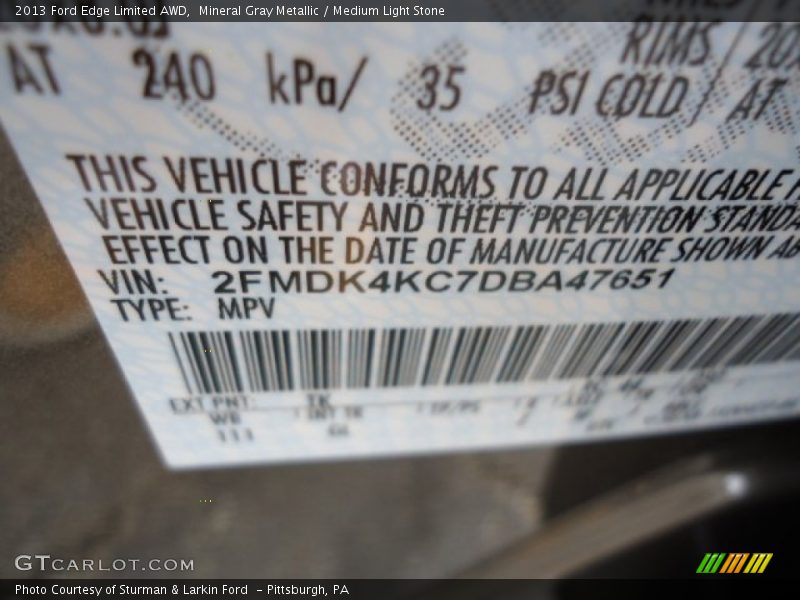 2013 Ford Edge Limited AWD, Mineral Gray Metallic / Medium Light Stone
RIMS
AT 240 kPa/ 35 PSI COLD / AT
THIS VEHICLE CONFORMS TO ALL APPLICABLE
VEHICLE SAFETY AND THEFT PREVENTION STANDA
EFFECT ON THE DATE OF MANUFACTURE SHOWN AB
VIN: 2FMDK4KC7DBA47651
TYPE: MPV
EXT PNT: TK
GTCARLOT.COM
Photo Courtesy of Sturman & Larkin Ford - Pittsburgh, PA